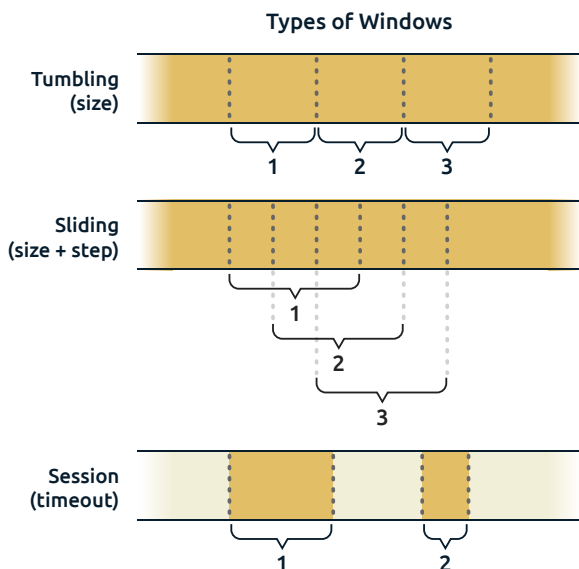 Types of Windows
Tumbling
(size)
1 2 3
Sliding
(size + step)
1
2
3
Session
(timeout)
1 2